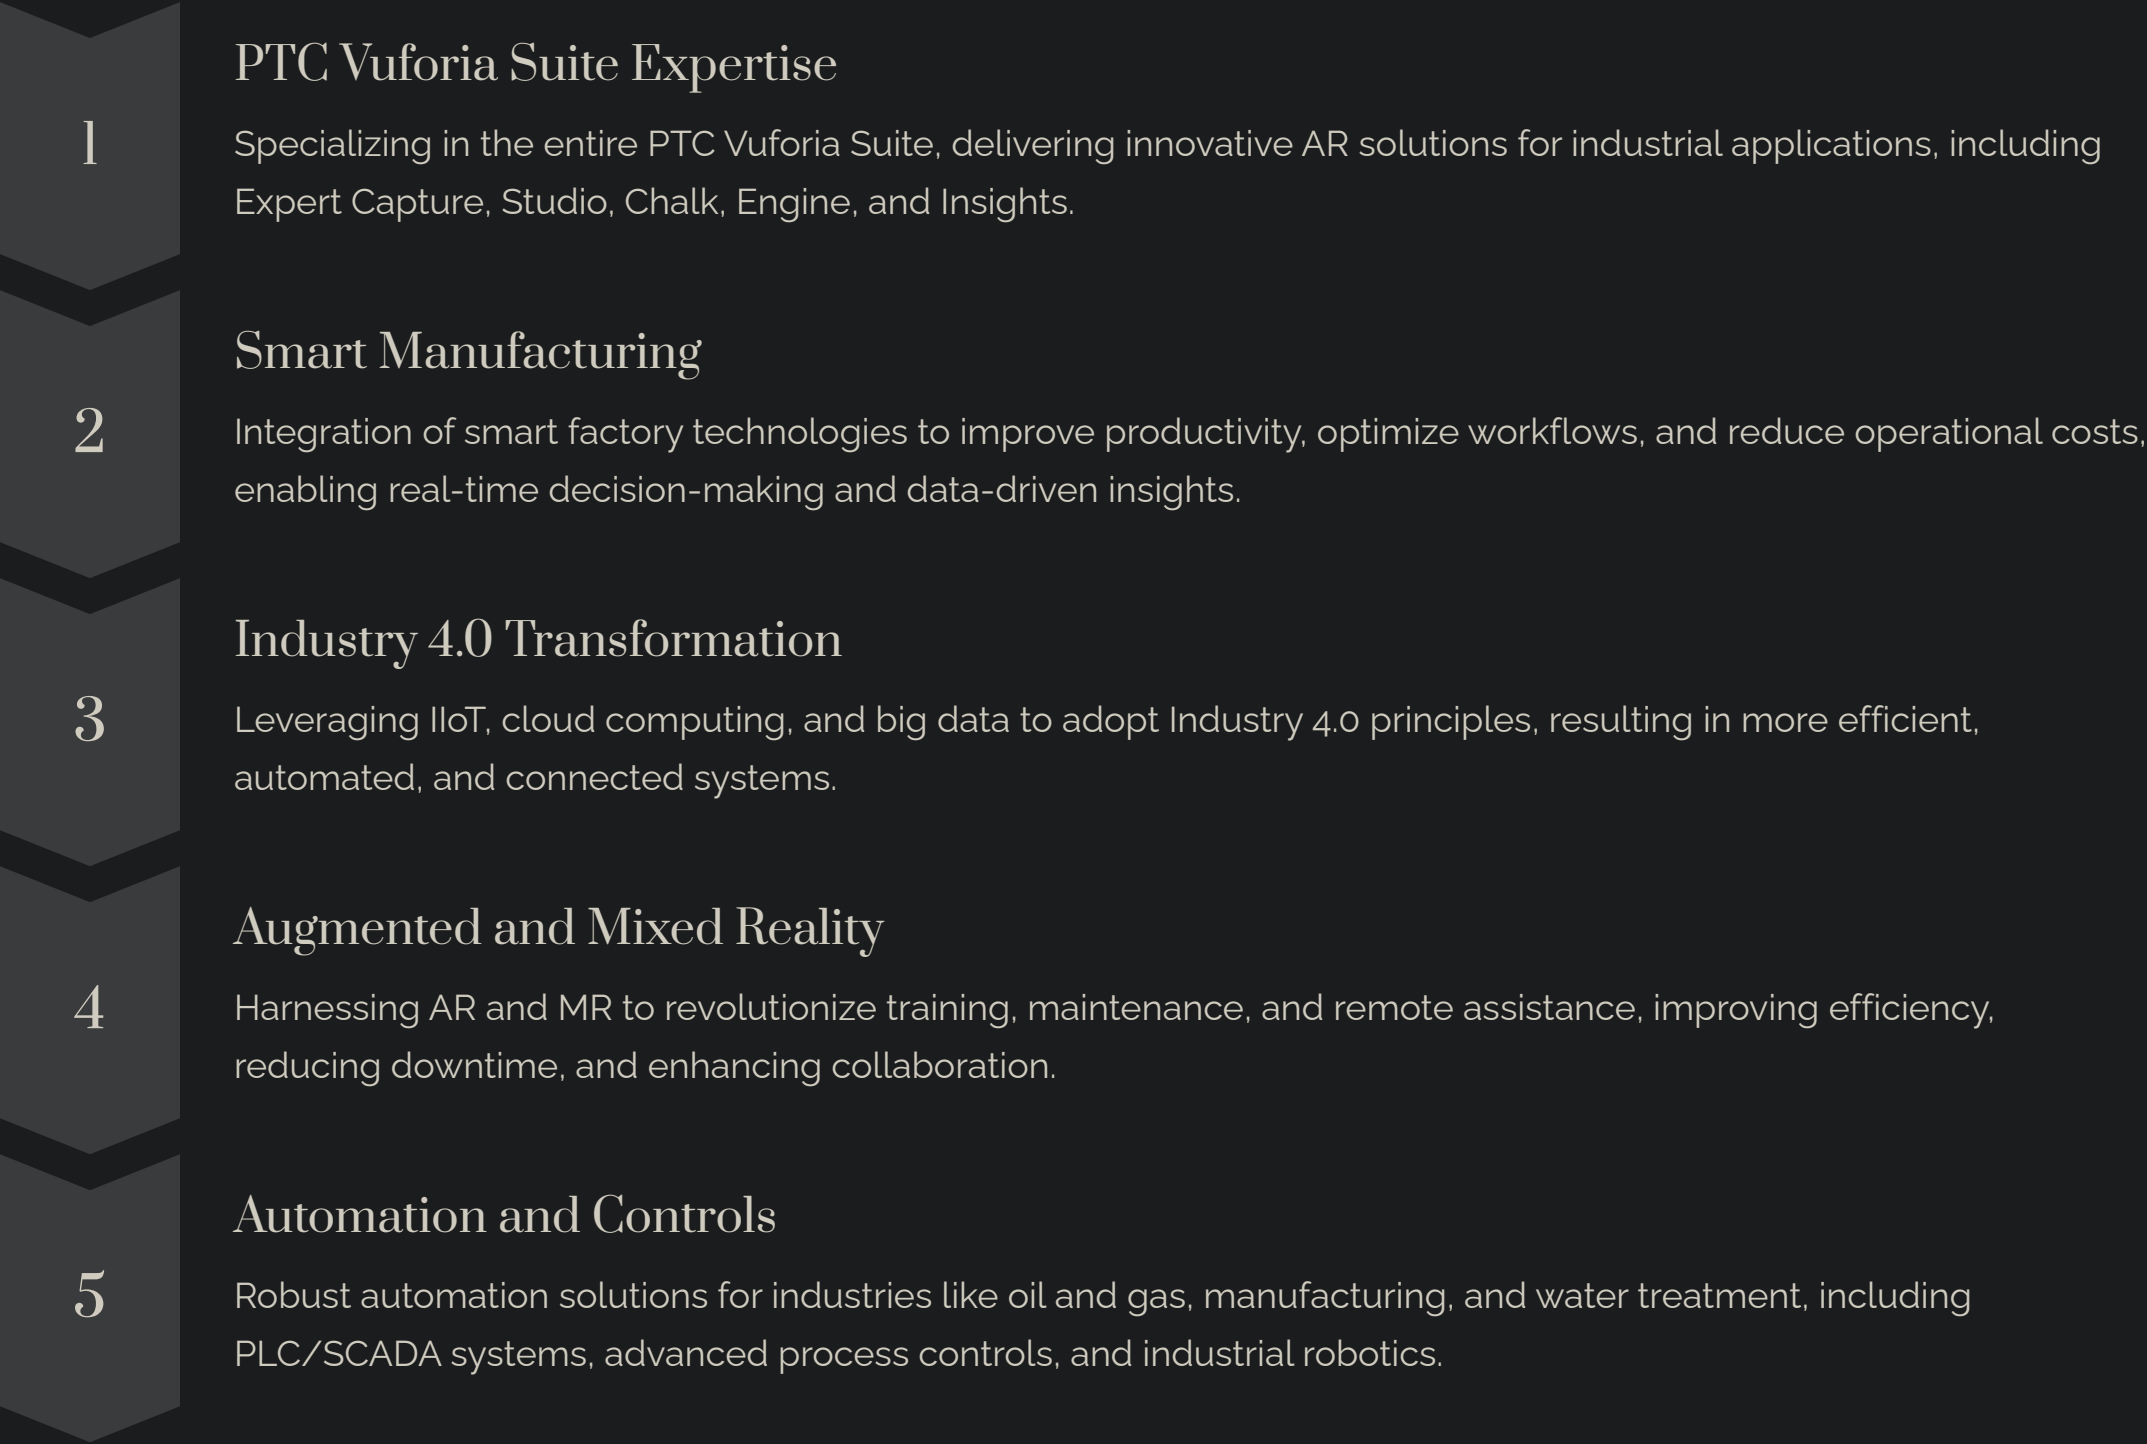 1
PTC Vuforia Suite Expertise
Specializing in the entire PTC Vuforia Suite, delivering innovative AR solutions for industrial applications, including
Expert Capture, Studio, Chalk, Engine, and Insights.
2
Smart Manufacturing
Integration of smart factory technologies to improve productivity, optimize workflows, and reduce operational costs,
enabling real-time decision-making and data-driven insights.
3
Industry 4.0 Transformation
Leveraging IIoT, cloud computing, and big data to adopt Industry 4.0 principles, resulting in more efficient,
automated, and connected systems.
4
Augmented and Mixed Reality
Harnessing AR and MR to revolutionize training, maintenance, and remote assistance, improving efficiency,
reducing downtime, and enhancing collaboration.
5
Automation and Controls
Robust automation solutions for industries like oil and gas, manufacturing, and water treatment, including
PLC/SCADA systems, advanced process controls, and industrial robotics.